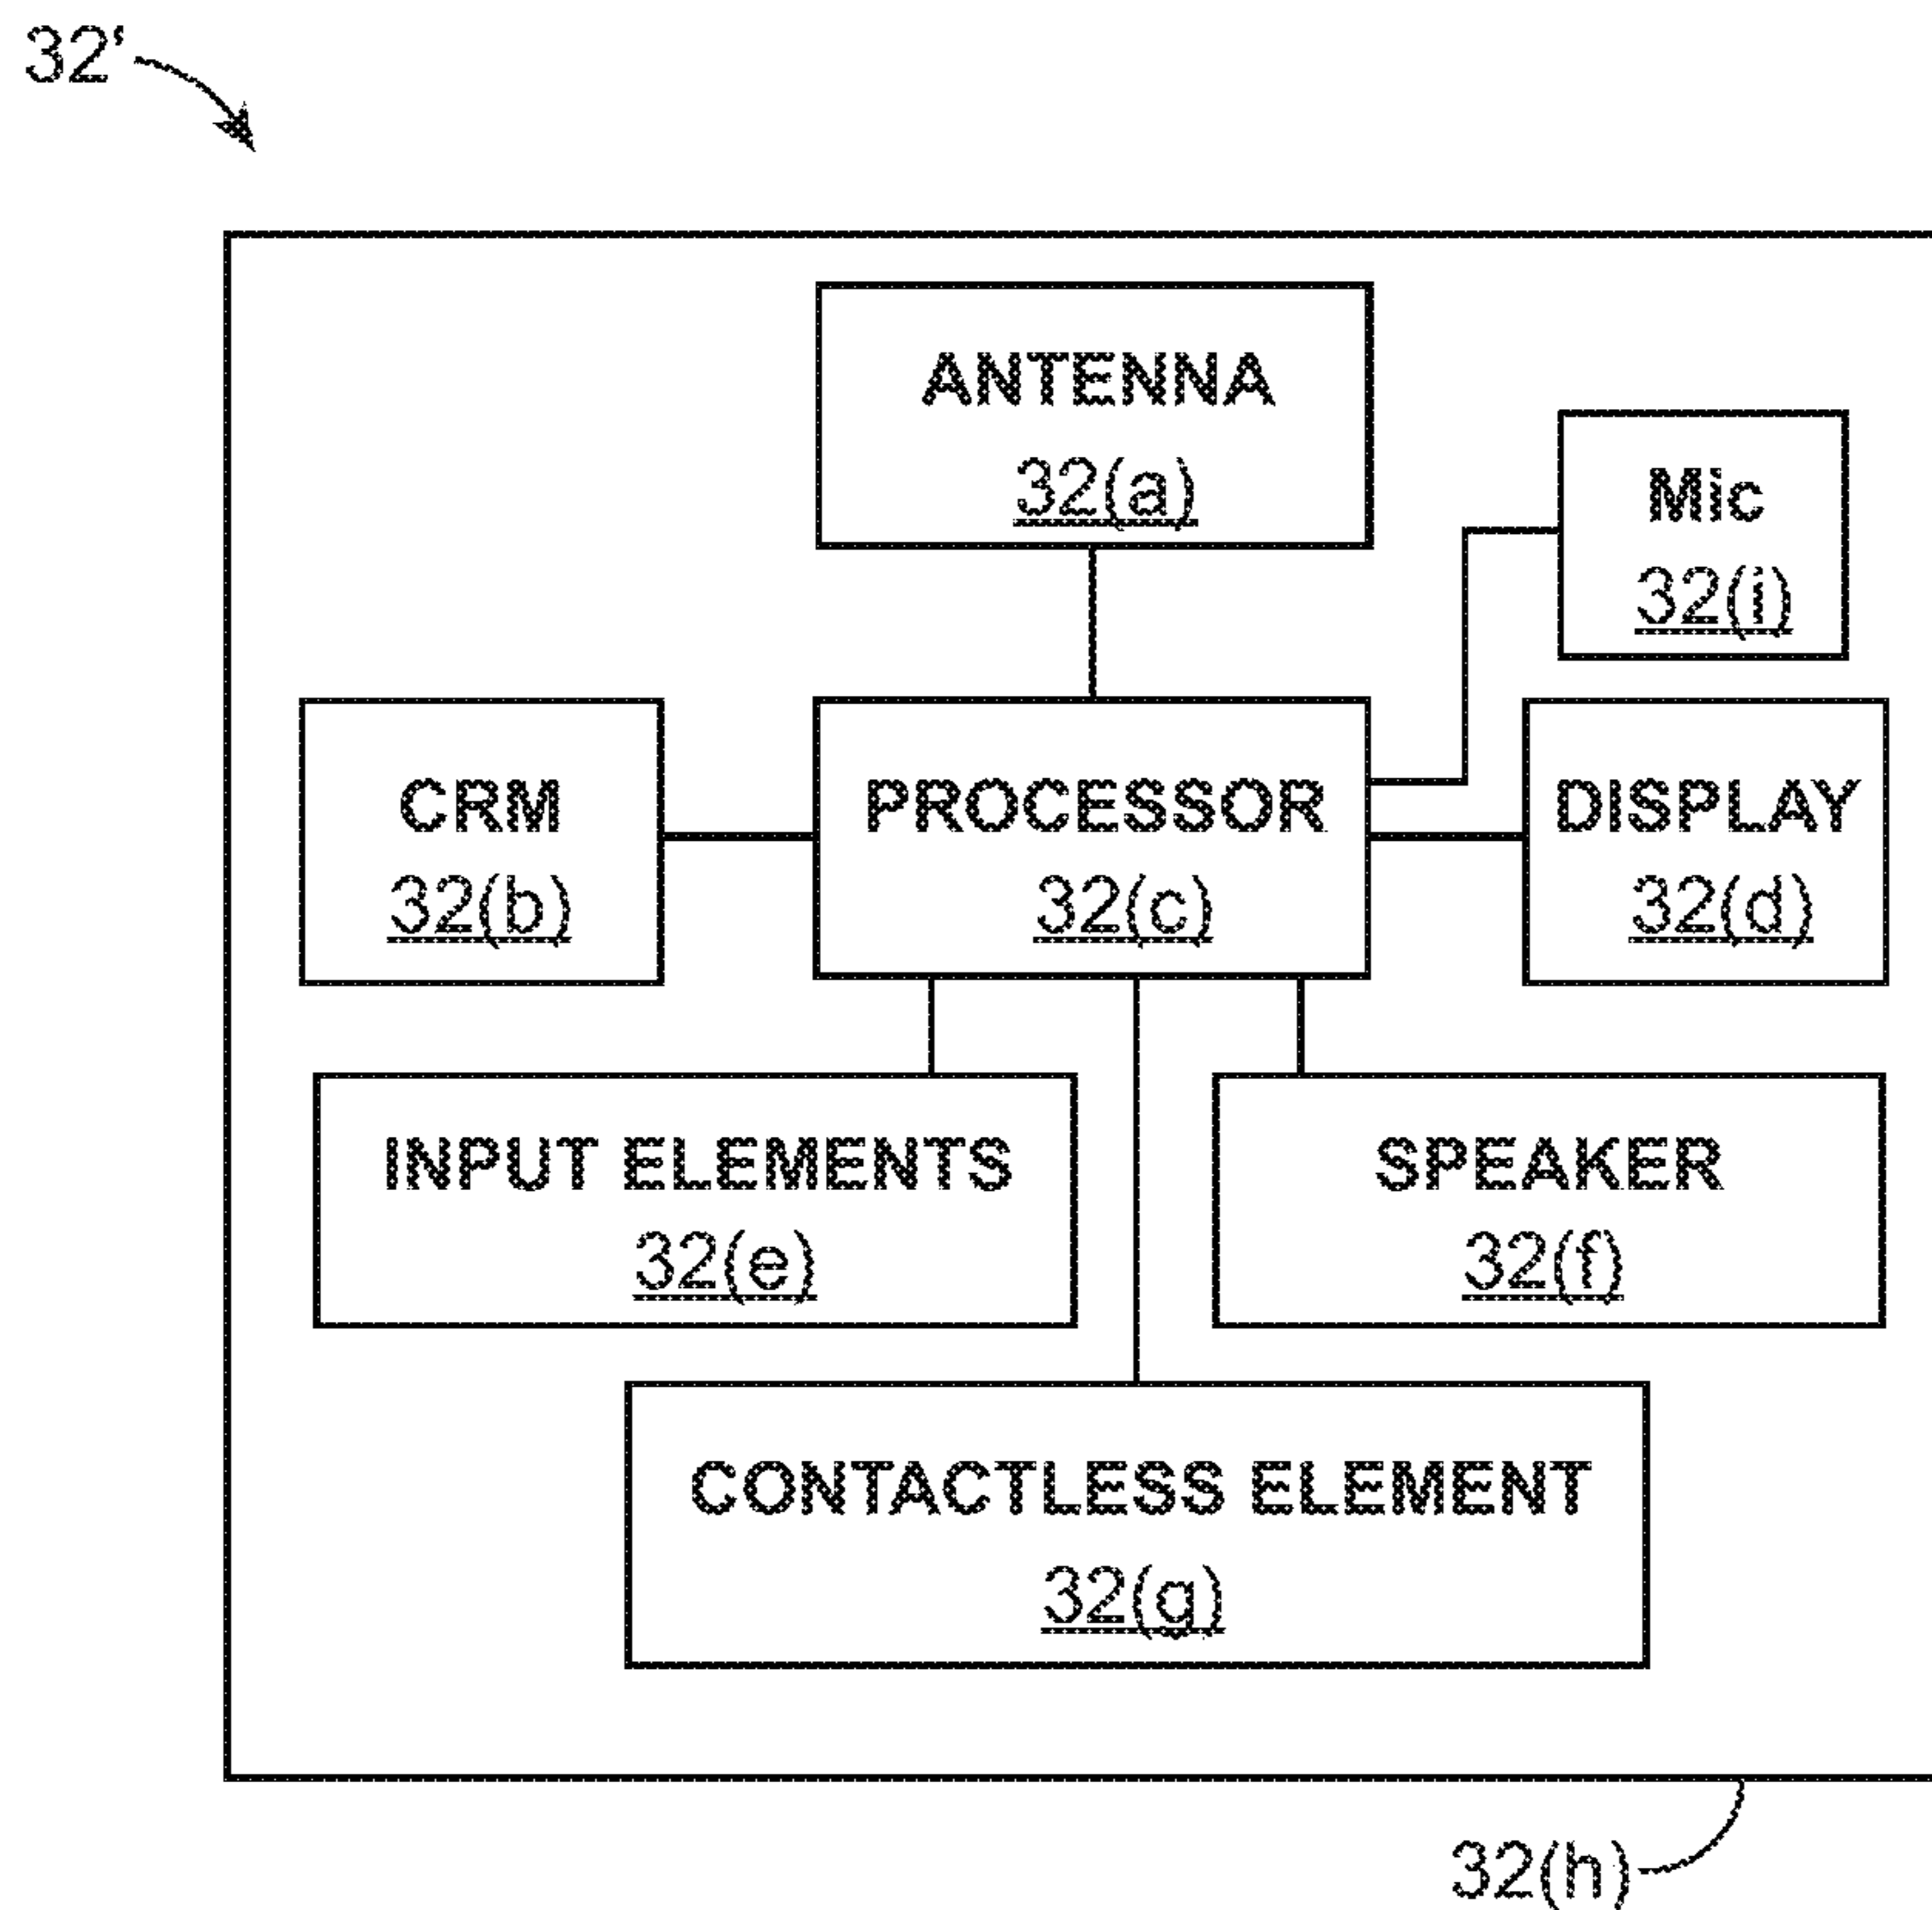 32'
ANTENNA
32(a)
Mic
32(i)
CRM
32(b)
PROCESSOR
32(c)
DISPLAY
32(d)
INPUT ELEMENTS
32(e)
SPEAKER
32(f)
CONTACTLESS ELEMENT
32(g)
32(h)